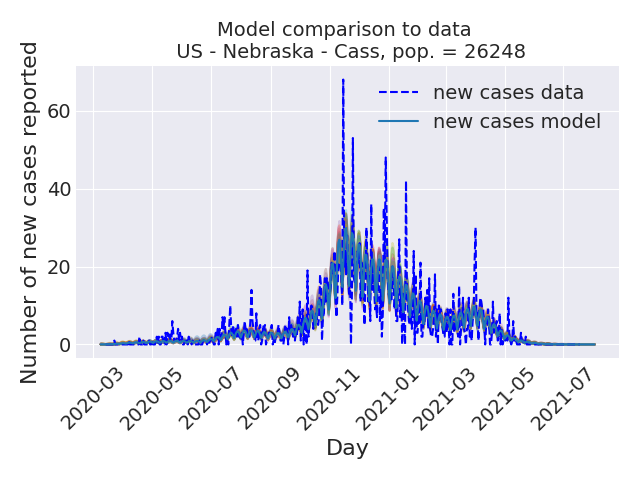 Model comparison to data
US - Nebraska - Cass, pop. = 26248
Number of new cases reported
60
40
20
0
new cases data
new cases model
2020-03
2020-05
2020-07
2020-09
2020-11
2021-01
2021-03
2021-05
2021-07
Day